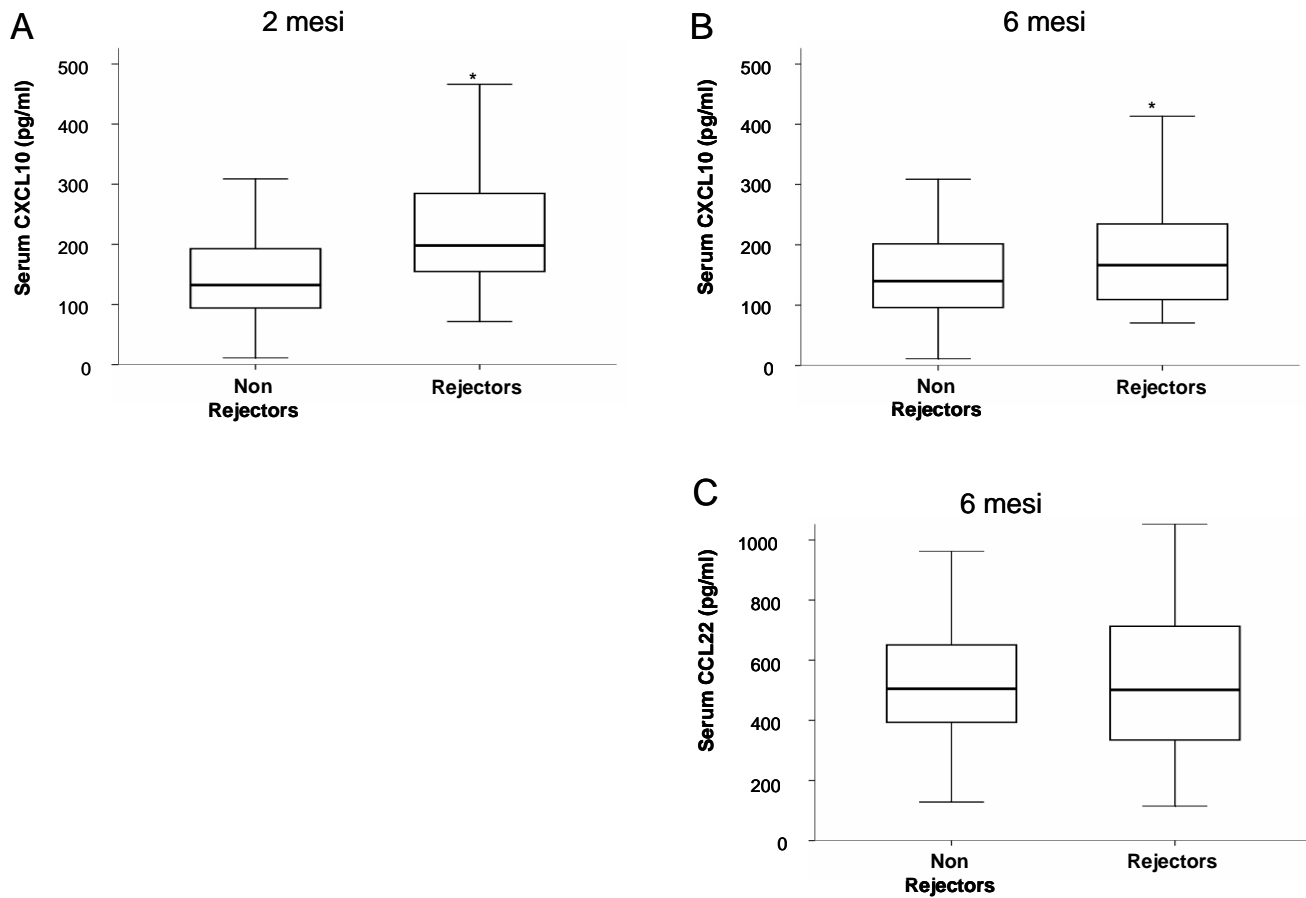 A
2 mesi
Serum CXCL10 (pg/ml)
500
400
300
200
100
0
Non
Rejectors
Rejectors
*
B
6 mesi
Serum CXCL10 (pg/ml)
500
400
300
200
100
0
Non
Rejectors
Rejectors
*
C
6 mesi
Serum CCL22 (pg/ml)
1000
800
600
400
200
0
Non
Rejectors
Rejectors